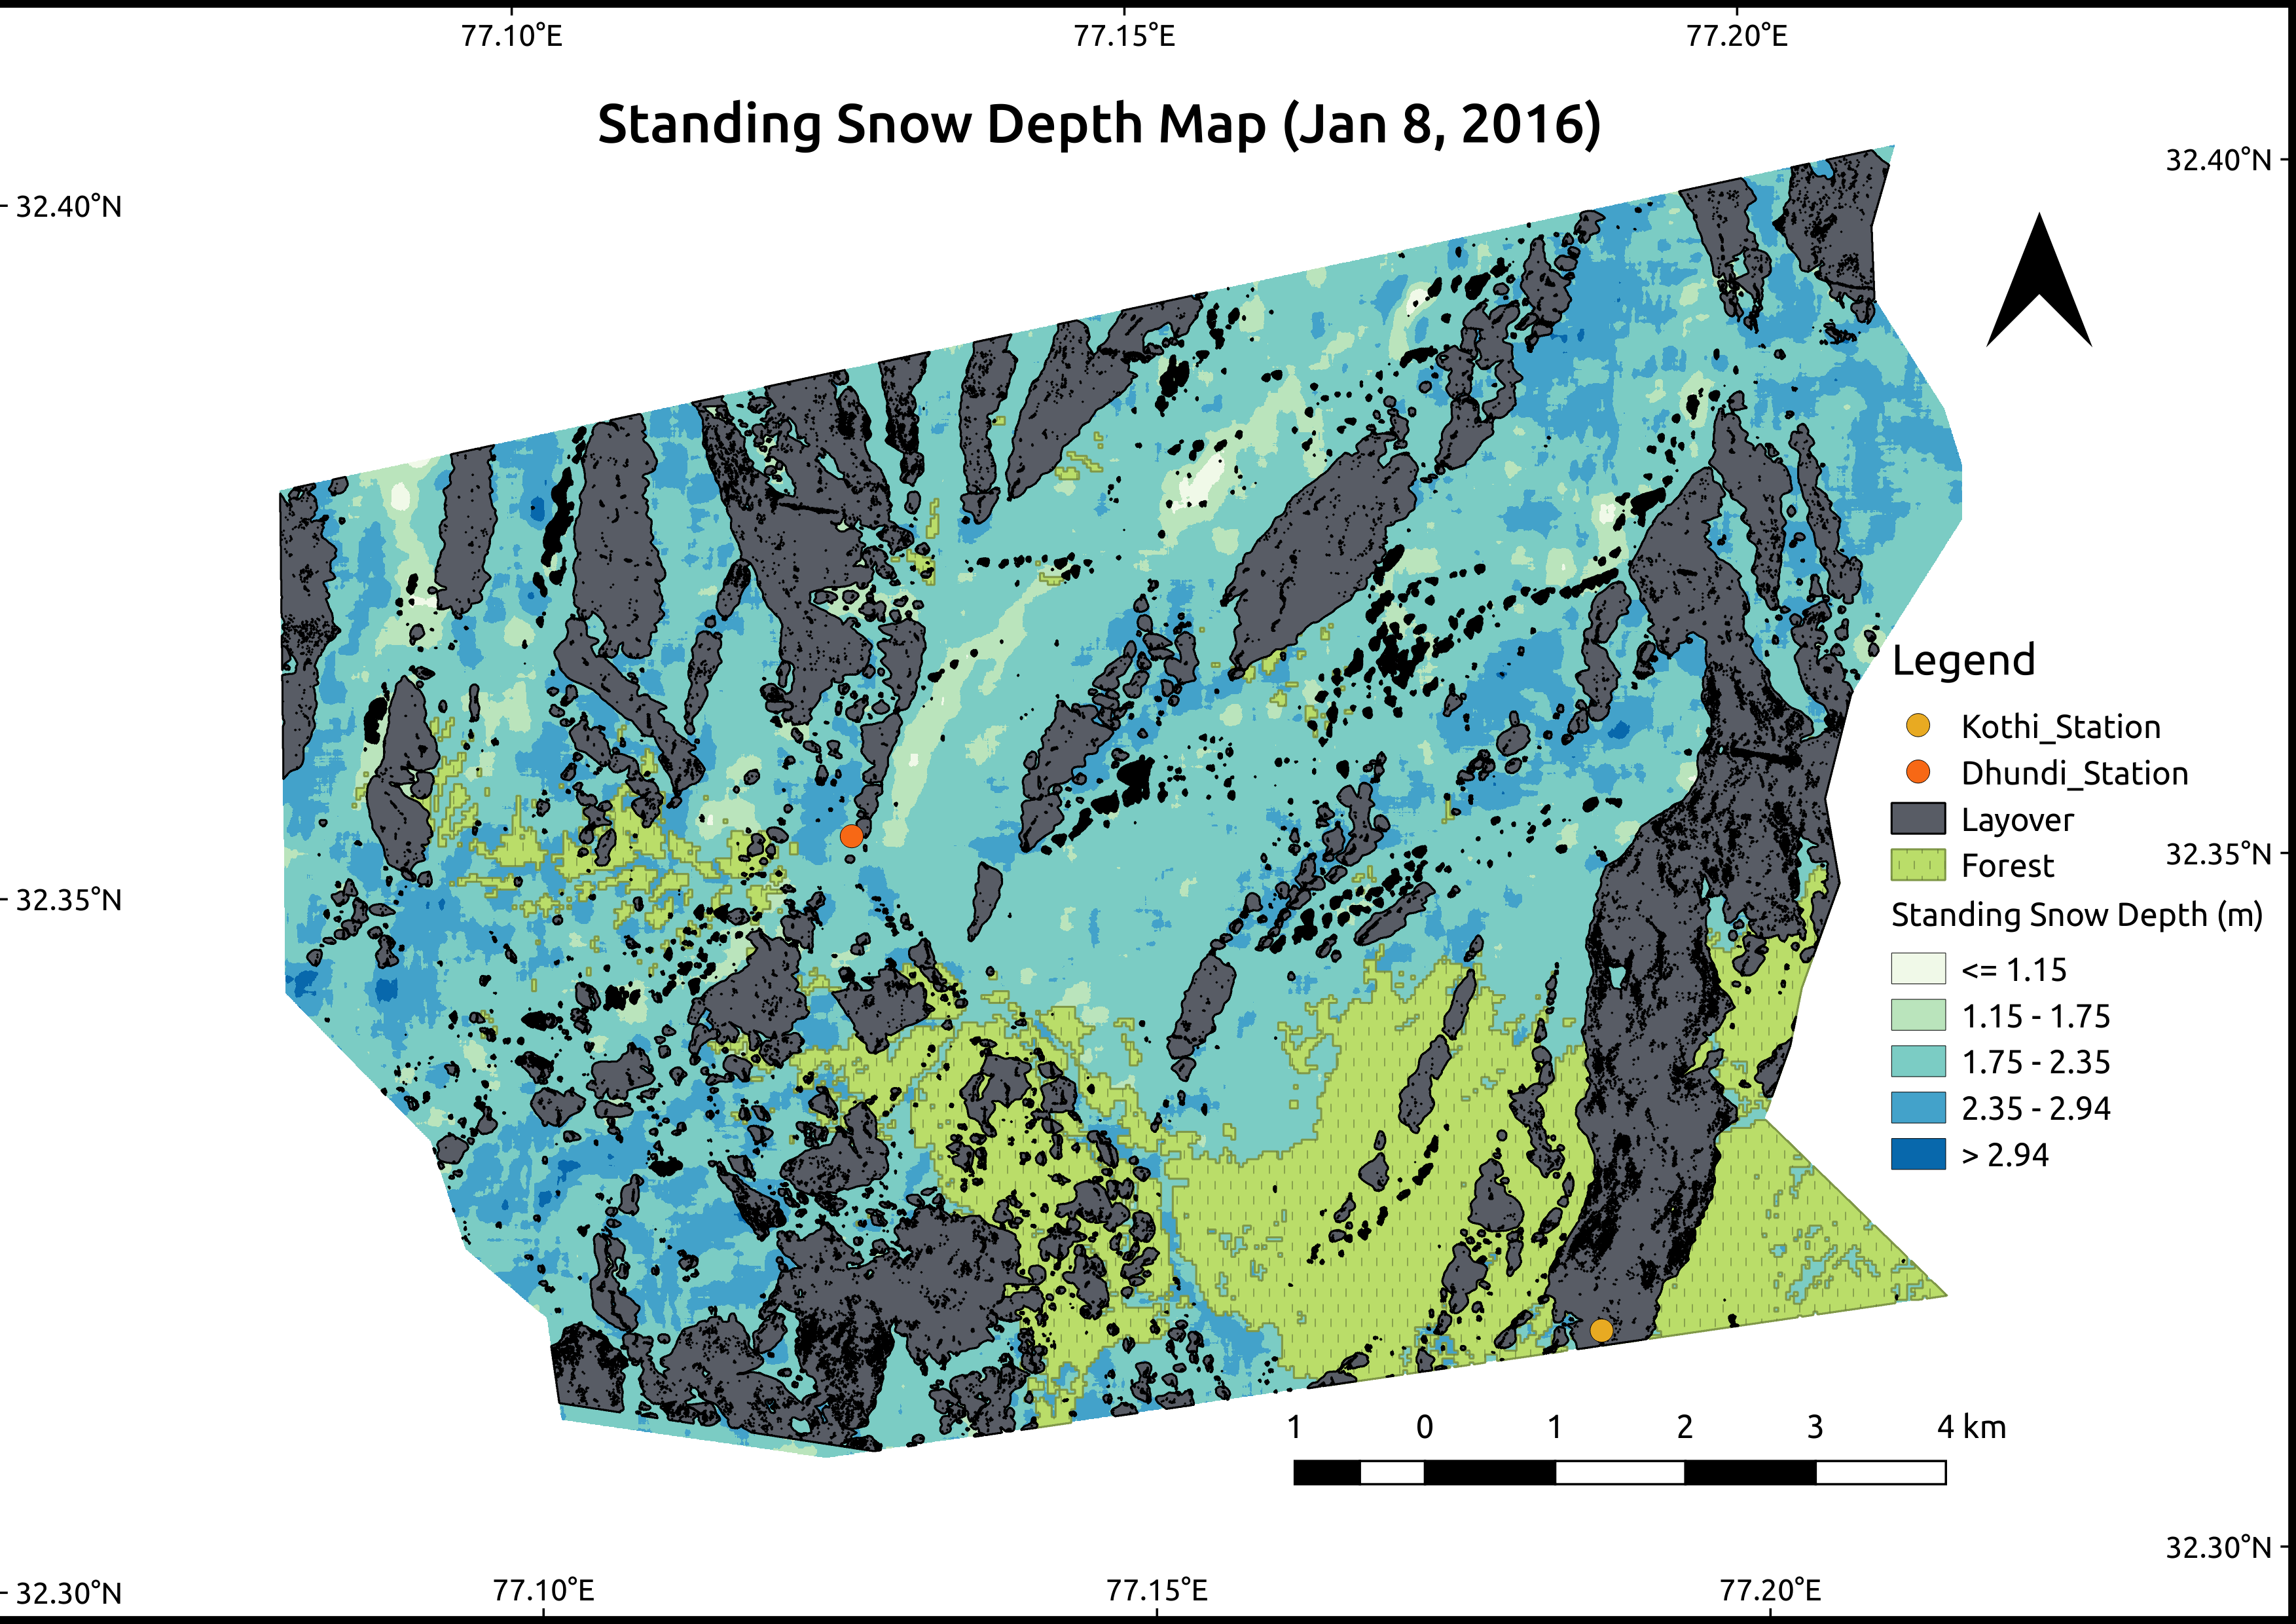 77.10°E 77.15°E 77.20°E
Standing Snow Depth Map (Jan 8, 2016)
32.40°N
32.40°N
Legend
Kothi_Station
Dhundi_Station
Layover
Forest
Standing Snow Depth (m)
<= 1.15
1.15 - 1.75
1.75 - 2.35
2.35 - 2.94
> 2.94
32.35°N
32.35°N
1 0 1 2 3 4 km
32.30°N
32.30°N
77.10°E 77.15°E 77.20°E